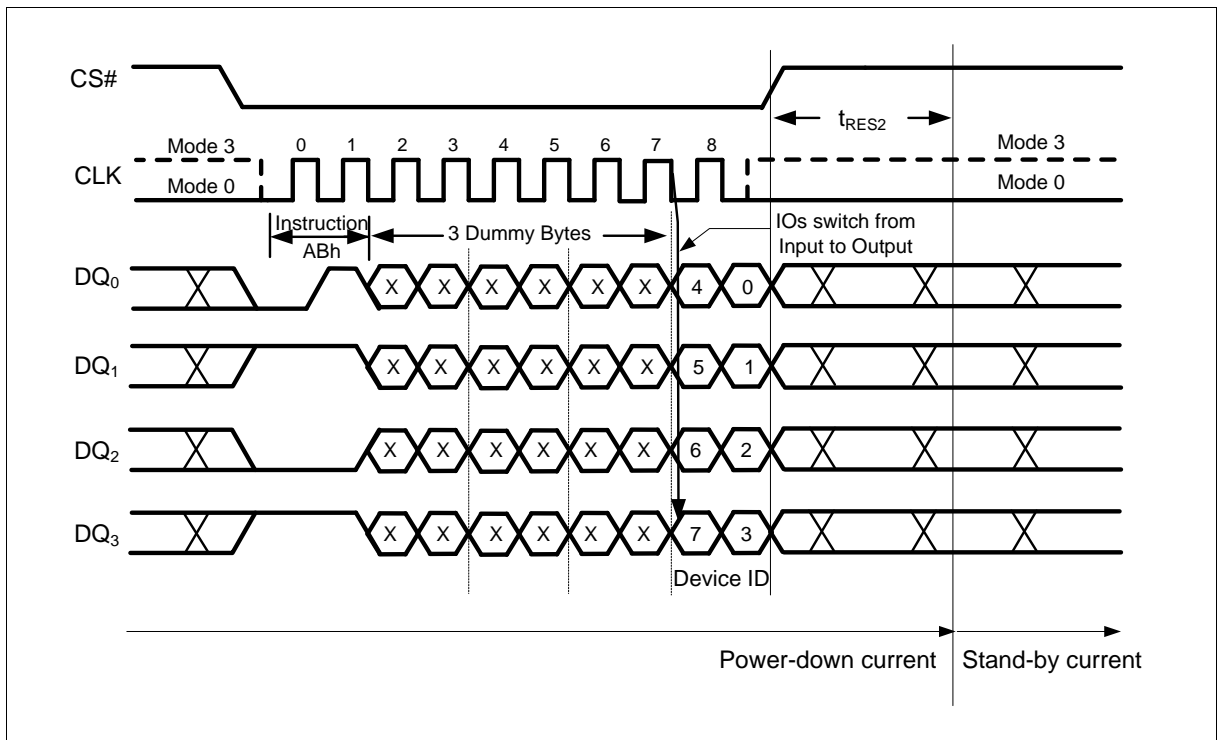 CS#
tRES2
Mode 3
0 1 2 3 4 5 6 7 8
Mode 3
CLK
Mode 0
Mode 0
Instruction
ABh
3 Dummy Bytes
IOs switch from
Input to Output
DQ0
X X X X X X 4 0
DQ1
X X X X X X 5 1
DQ2
X X X X X X 6 2
DQ3
X X X X X X 7 3
Device ID
Power-down current
Stand-by current